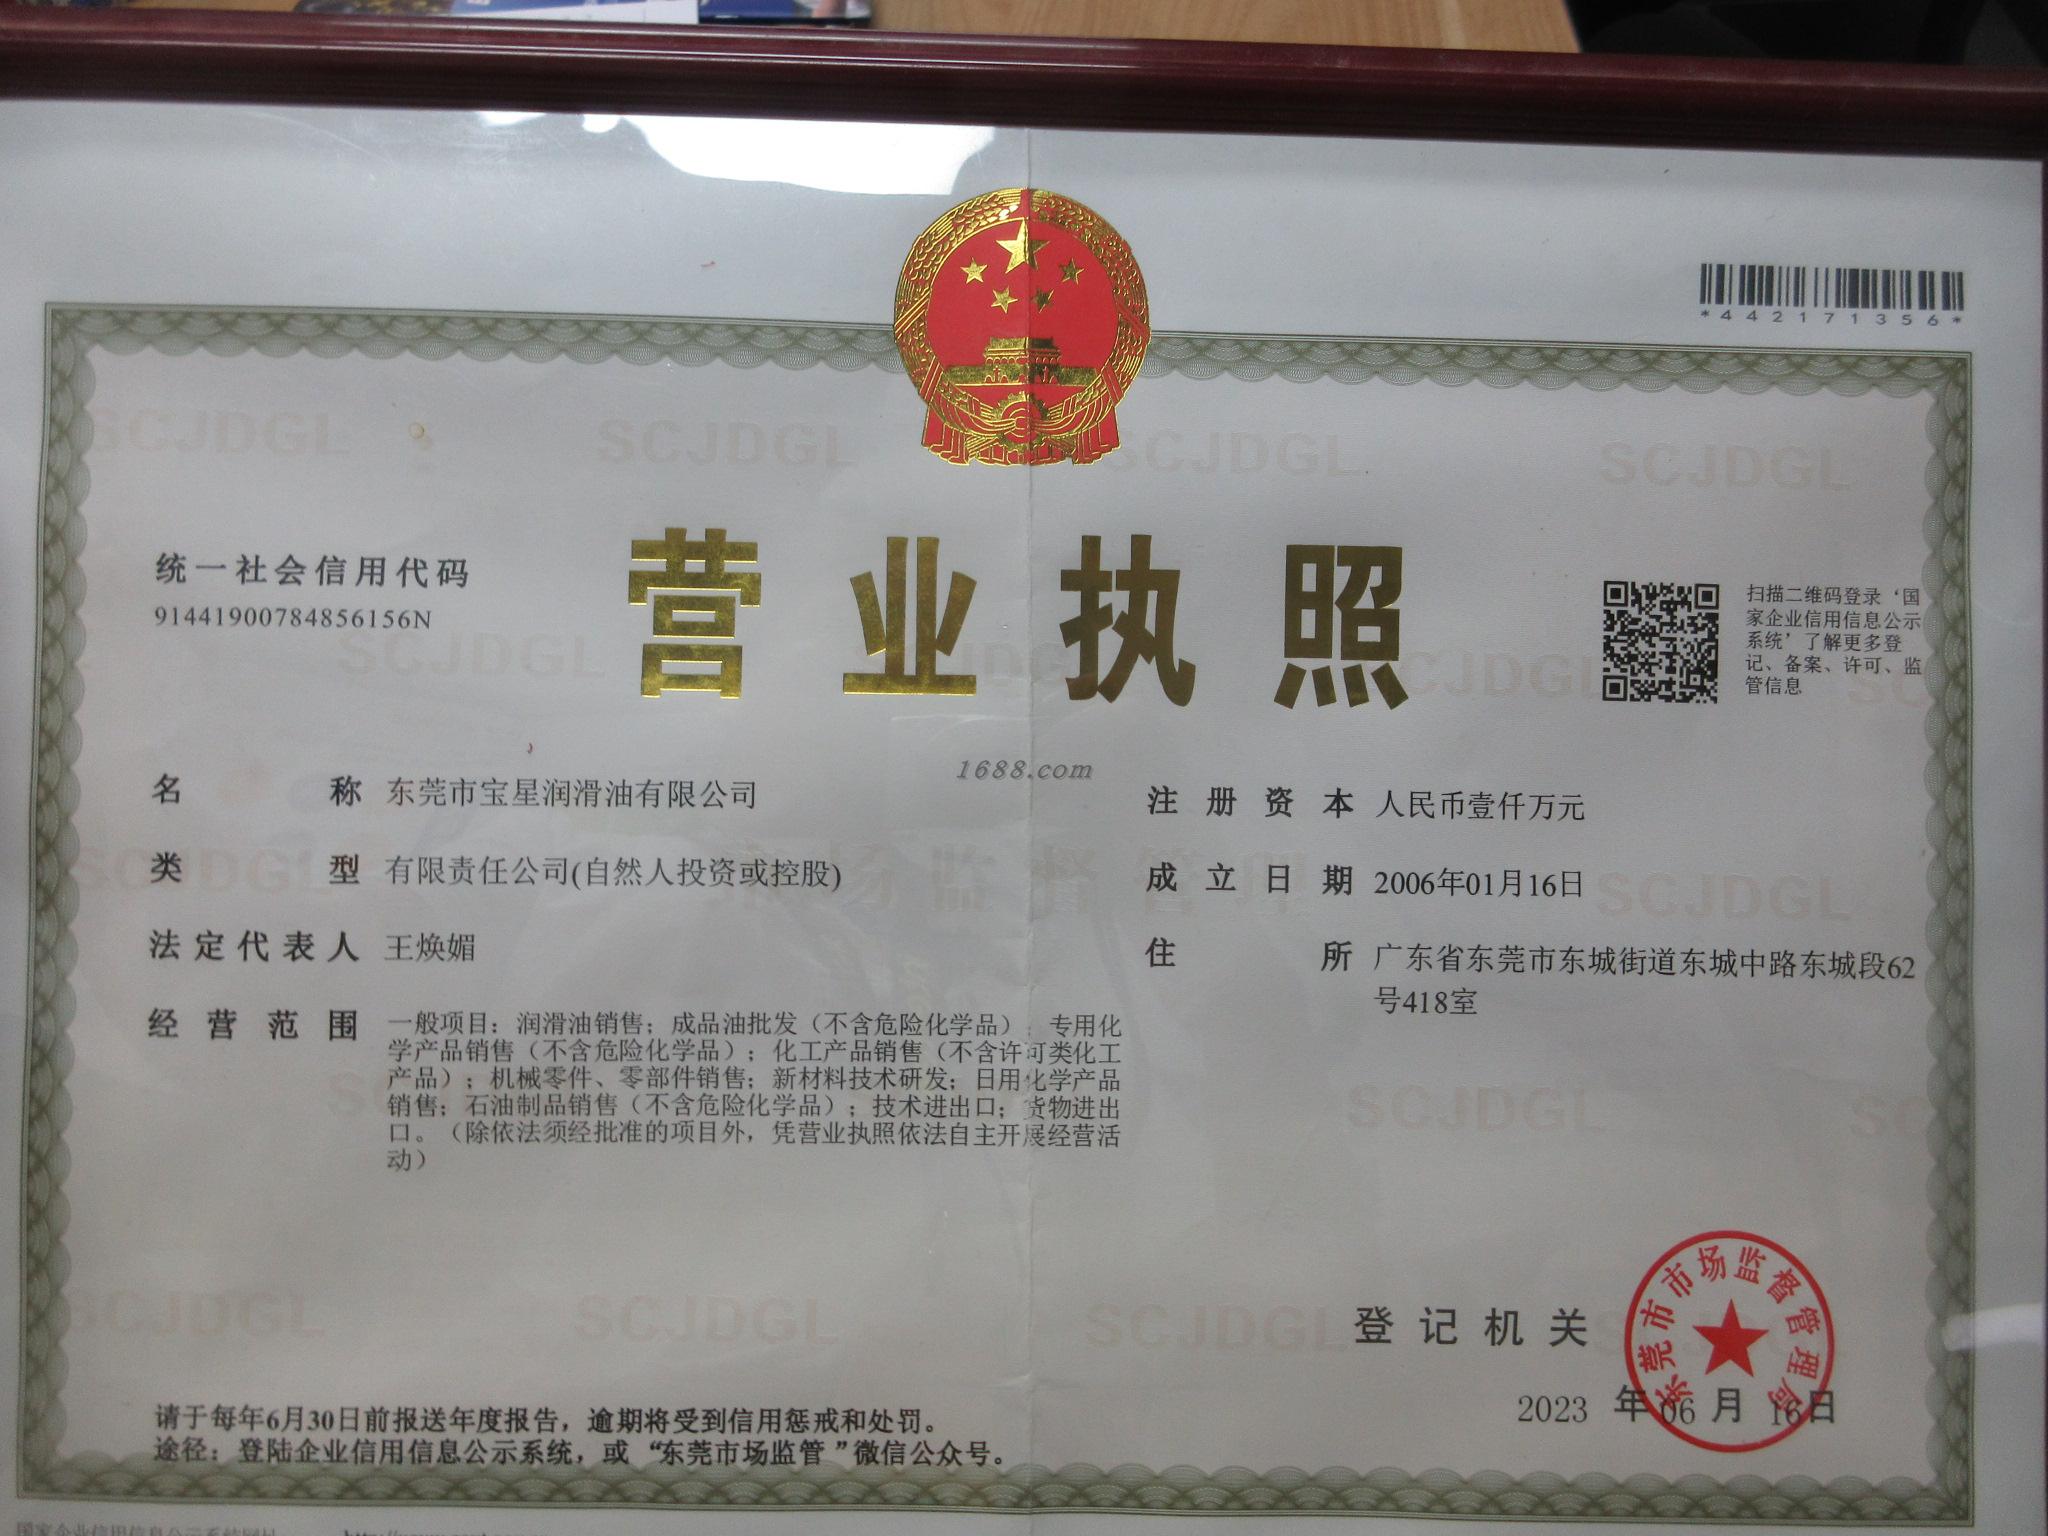 *442171356*
营业执照
统一社会信用代码
91441900784856156N
扫描二维码登录‘国
家企业信用信息公示
系统’了解更多登
记、备案、许可、监
管信息
1688.com
名称 东莞市宝星润滑油有限公司
类型 有限责任公司(自然人投资或控股)
法定代表人 王焕媚
经营范围 一般项目：润滑油销售；成品油批发（不含危险化学品）；专用化
学产品销售（不含危险化学品）；化工产品销售（不含许可类化工
产品）；机械零件、零部件销售；新材料技术研发；日用化学产品
销售；石油制品销售（不含危险化学品）；技术进出口；货物进出
口。（除依法须经批准的项目外，凭营业执照依法自主开展经营活
动）
注册资本 人民币壹仟万元
成立日期 2006年01月16日
住所 广东省东莞市东城街道东城中路东城段62
号418室
登记机关
东莞市市场监督管理局
2023 年 06 月 16 日
请于每年6月30日前报送年度报告，逾期将受到信用惩戒和处罚。
途径：登陆企业信用信息公示系统，或“东莞市场监管”微信公众号。
国家企业信用信息公示系统网址
SCJDGL